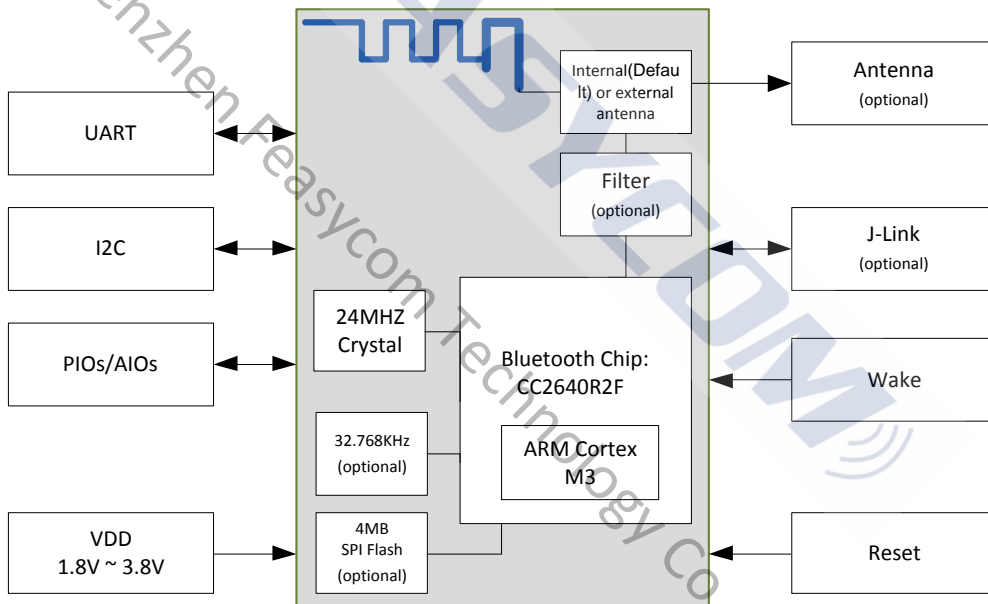 UART
I2C
PIOs/AIOs
VDD
1.8V ~ 3.8V
Internal(Defau
lt) or external
antenna
Filter
(optional)
24MHZ
Crystal
32.768KHz
(optional)
4MB
SPI Flash
(optional)
Bluetooth Chip:
CC2640R2F
ARM Cortex
M3
Antenna
(optional)
J-Link
(optional)
Wake
Reset
enzhen Feasycom Technology Co
ASYCOM